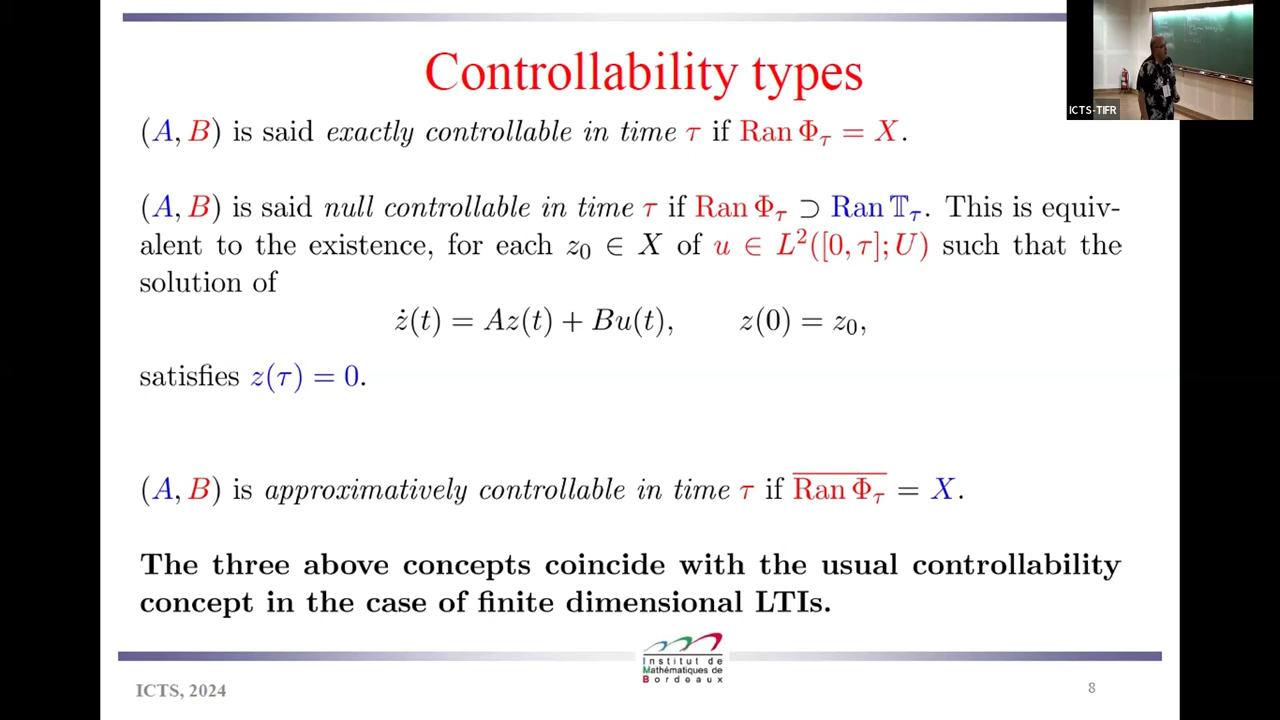 Controllability types
ICTS-TIFR
(A, B) is said exactly controllable in time τ if Ran Φ_τ = X.
(A, B) is said null controllable in time τ if Ran Φ_τ ⊃ Ran 𝕋_τ. This is equiv-
alent to the existence, for each z₀ ∈ X of u ∈ L²([0, τ]; U) such that the
solution of
ż(t) = Az(t) + Bu(t), z(0) = z₀,
satisfies z(τ) = 0.
(A, B) is approximatively controllable in time τ if \overline{Ran Φ_τ} = X.
The three above concepts coincide with the usual controllability
concept in the case of finite dimensional LTIs.
Institut de
Mathématiques de
Bordeaux
ICTS, 2024
8